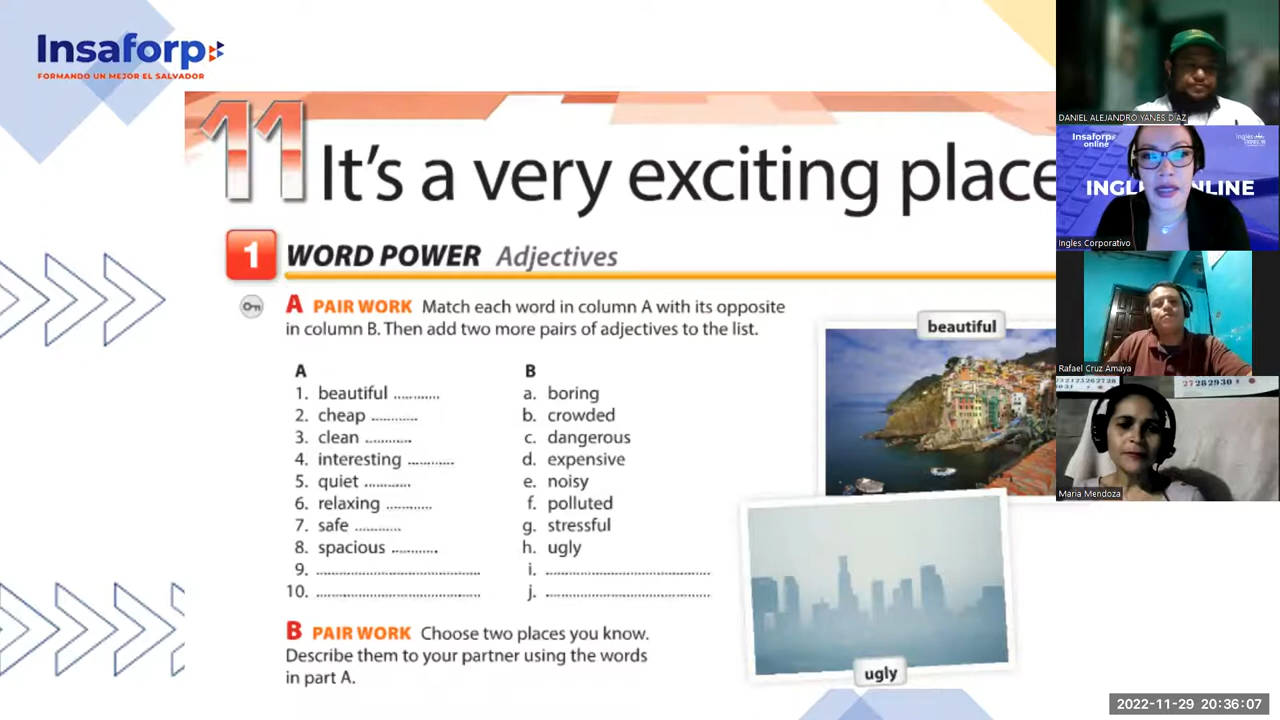 Insaforp
FORMANDO UN MEJOR EL SALVADOR
11 It's a very exciting place
1 WORD POWER Adjectives
A PAIR WORK Match each word in column A with its opposite
in column B. Then add two more pairs of adjectives to the list.
A
1. beautiful ............
2. cheap ............
3. clean ............
4. interesting ............
5. quiet ............
6. relaxing ............
7. safe ............
8. spacious ............
9. ............
10. ............
B
a. boring
b. crowded
c. dangerous
d. expensive
e. noisy
f. polluted
g. stressful
h. ugly
i. ............
j. ............
beautiful
ugly
B PAIR WORK Choose two places you know.
Describe them to your partner using the words
in part A.
DANIEL ALEJANDRO YANES DIAZ
Insaforp
online
Ingles Corporativo
Rafael Cruz Amaya
27282930
Maria Mendoza
2022-11-29 20:36:07